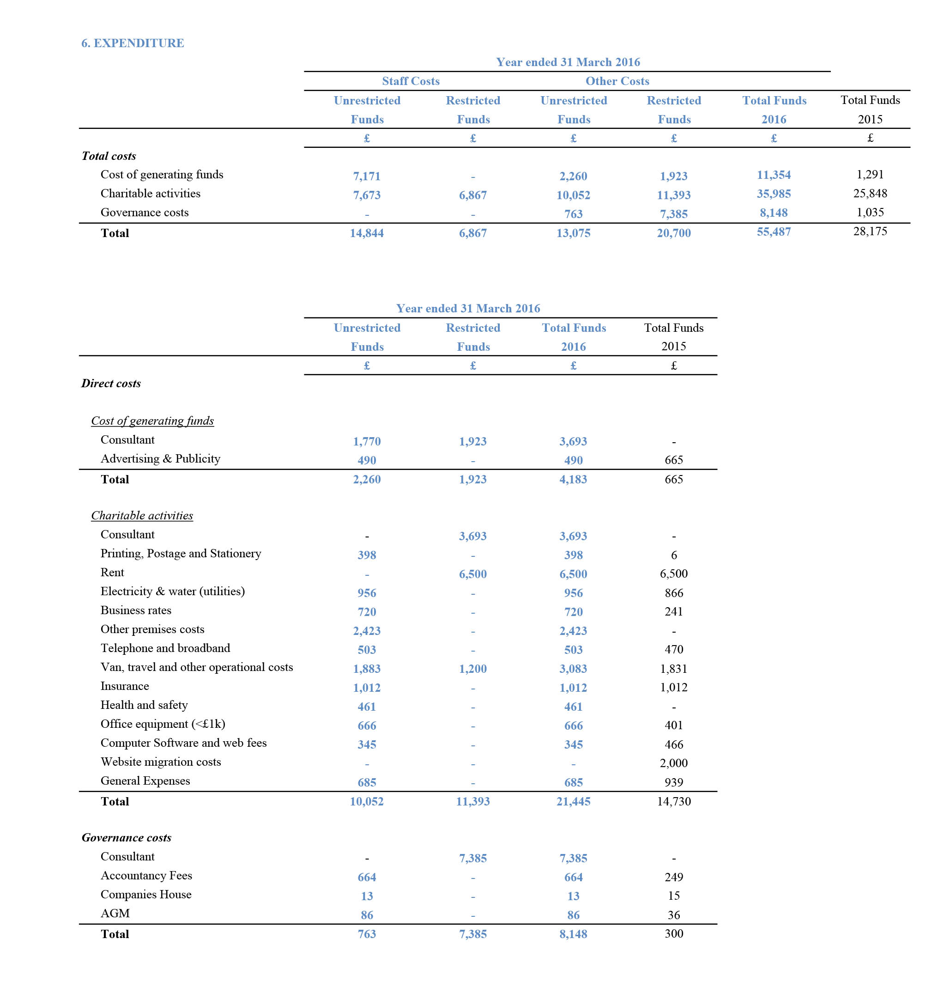 6. EXPENDITURE
Year ended 31 March 2016
Staff Costs Other Costs
Unrestricted Restricted Unrestricted Restricted Total Funds Total Funds
Funds Funds Funds Funds 2016 2015
£ £ £ £ £ £
Total costs
Cost of generating funds 7,171 - 2,260 1,923 11,354 1,291
Charitable activities 7,673 6,867 10,052 11,393 35,985 25,848
Governance costs - - 763 7,385 8,148 1,035
Total 14,844 6,867 13,075 20,700 55,487 28,175
Year ended 31 March 2016
Unrestricted Restricted Total Funds Total Funds
Funds Funds 2016 2015
£ £ £ £
Direct costs
Cost of generating funds
Consultant 1,770 1,923 3,693 -
Advertising & Publicity 490 - 490 665
Total 2,260 1,923 4,183 665
Charitable activities
Consultant - 3,693 3,693 -
Printing, Postage and Stationery 398 - 398 6
Rent - 6,500 6,500 6,500
Electricity & water (utilities) 956 - 956 866
Business rates 720 - 720 241
Other premises costs 2,423 - 2,423 -
Telephone and broadband 503 - 503 470
Van, travel and other operational costs 1,883 1,200 3,083 1,831
Insurance 1,012 - 1,012 1,012
Health and safety 461 - 461 -
Office equipment (<£1k) 666 - 666 401
Computer Software and web fees 345 - 345 466
Website migration costs - - - 2,000
General Expenses 685 - 685 939
Total 10,052 11,393 21,445 14,730
Governance costs
Consultant - 7,385 7,385 -
Accountancy Fees 664 - 664 249
Companies House 13 - 13 15
AGM 86 - 86 36
Total 763 7,385 8,148 300